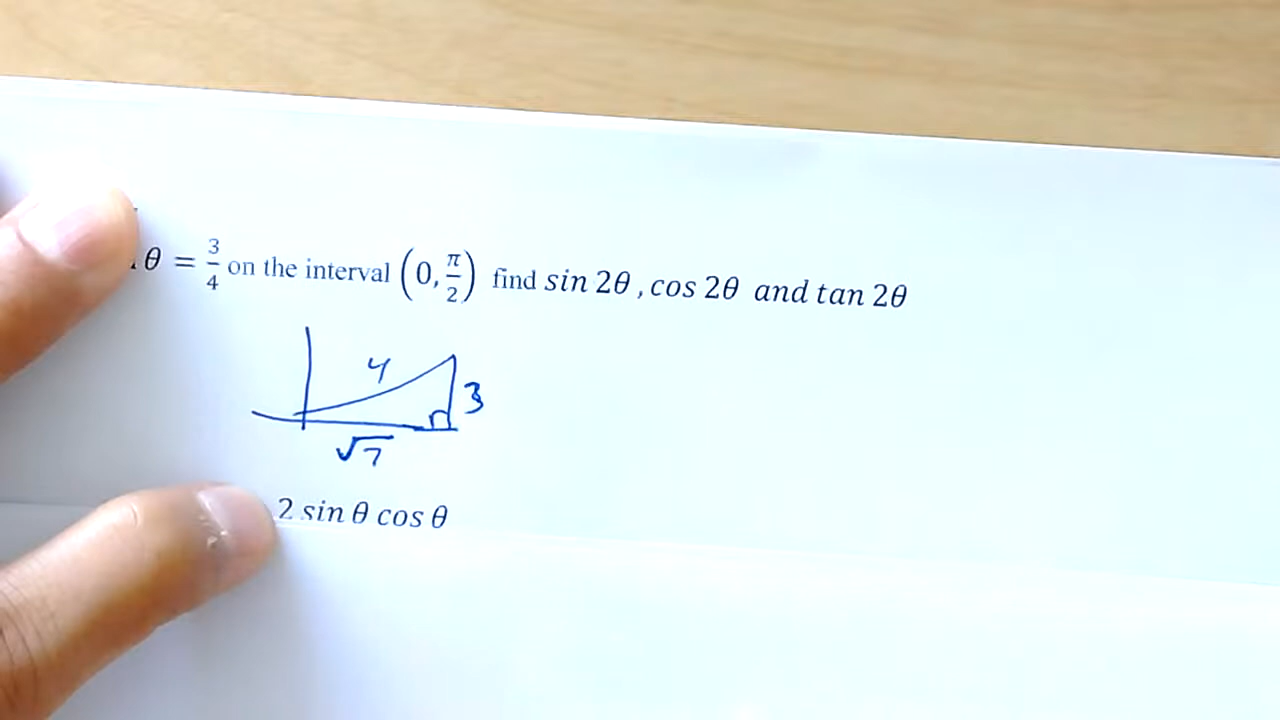 θ = 3/4 on the interval (0, π/2) find sin 2θ , cos 2θ and tan 2θ
4
3
√7
2 sin θ cos θ